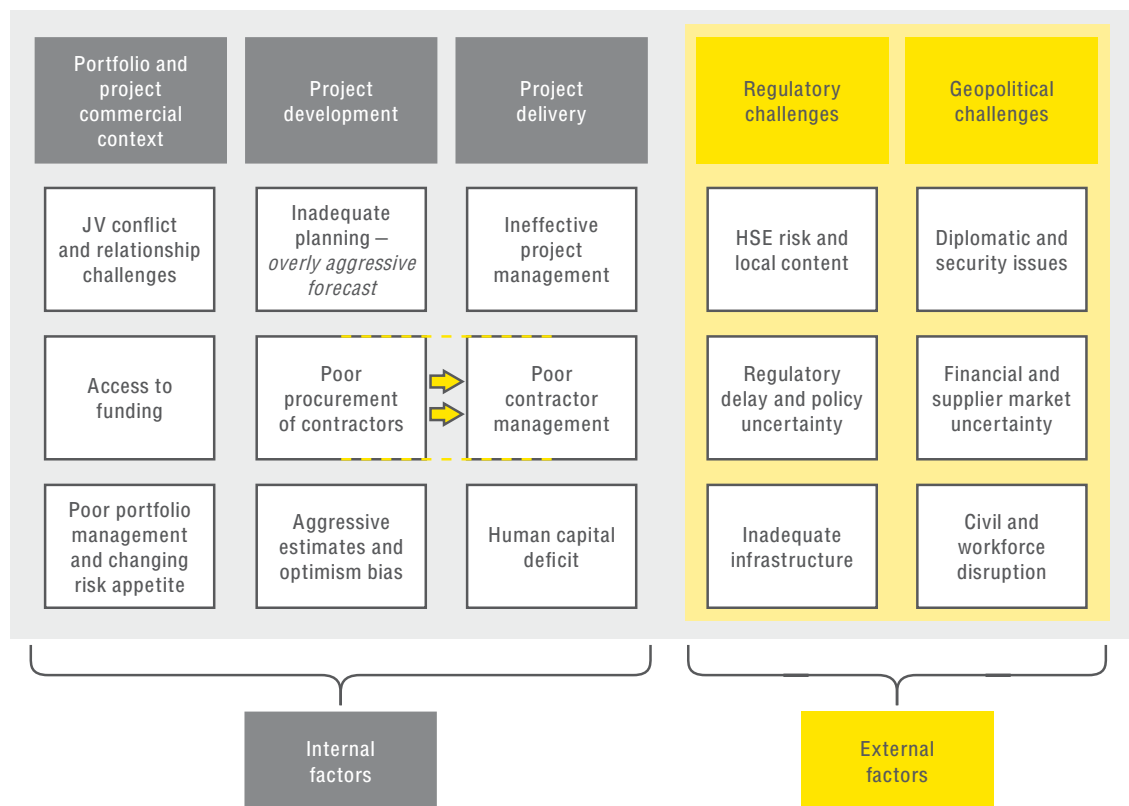 Portfolio and
project
commercial
context
Project
development
Project
delivery
Regulatory
challenges
Geopolitical
challenges
JV conflict
and relationship
challenges
Inadequate
planning –
overly aggressive
forecast
Ineffective
project
management
HSE risk and
local content
Diplomatic and
security issues
Access to
funding
Poor
procurement
of contractors
Poor
contractor
management
Regulatory
delay and policy
uncertainty
Financial and
supplier market
uncertainty
Poor portfolio
management
and changing
risk appetite
Aggressive
estimates and
optimism bias
Human capital
deficit
Inadequate
infrastructure
Civil and
workforce
disruption
Internal
factors
External
factors